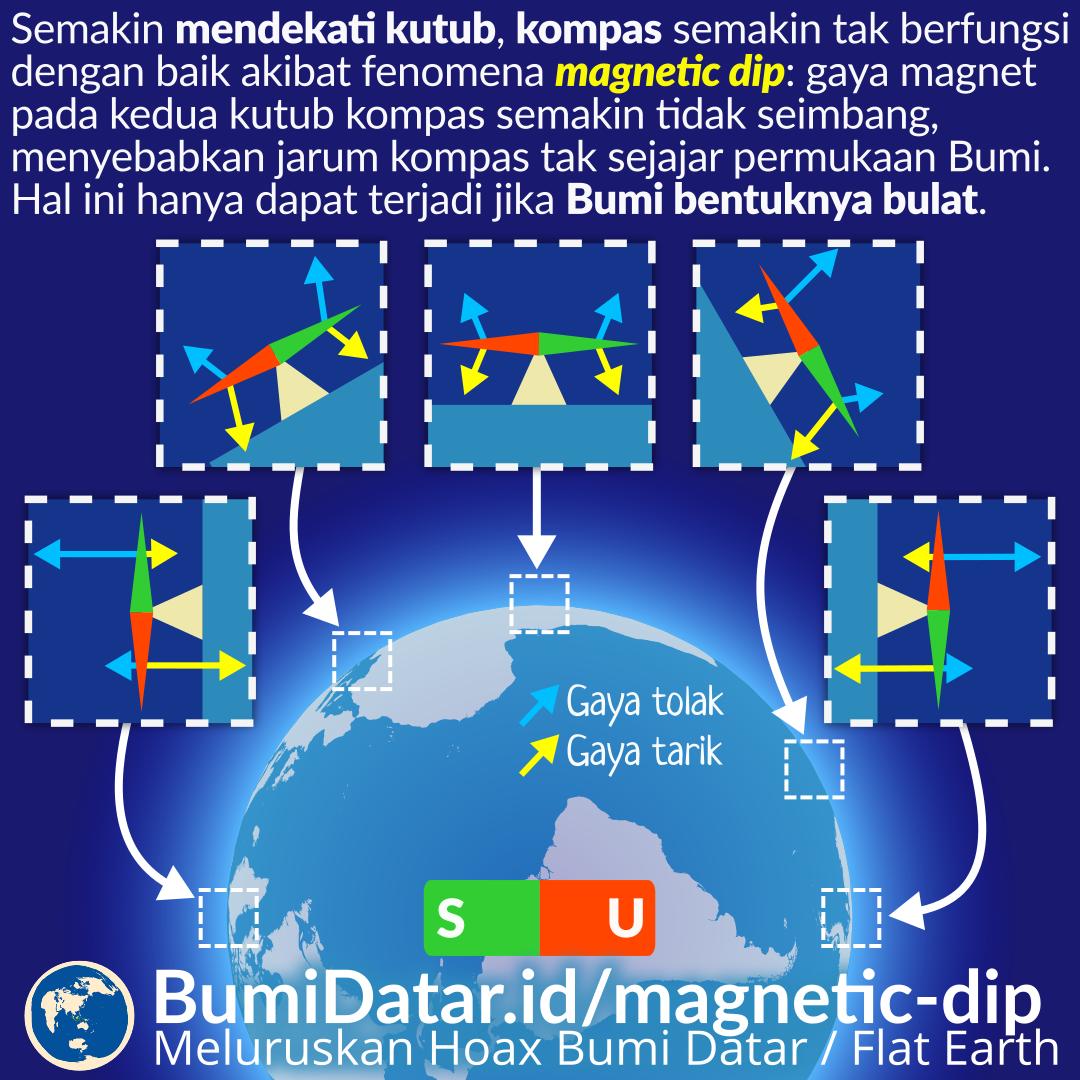 Semakin mendekati kutub, kompas semakin tak berfungsi
dengan baik akibat fenomena magnetic dip: gaya magnet
pada kedua kutub kompas semakin tidak seimbang,
menyebabkan jarum kompas tak sejajar permukaan Bumi.
Hal ini hanya dapat terjadi jika Bumi bentuknya bulat.
Gaya tolak
Gaya tarik
S U
BumiDatar.id/magnetic-dip
Meluruskan Hoax Bumi Datar / Flat Earth